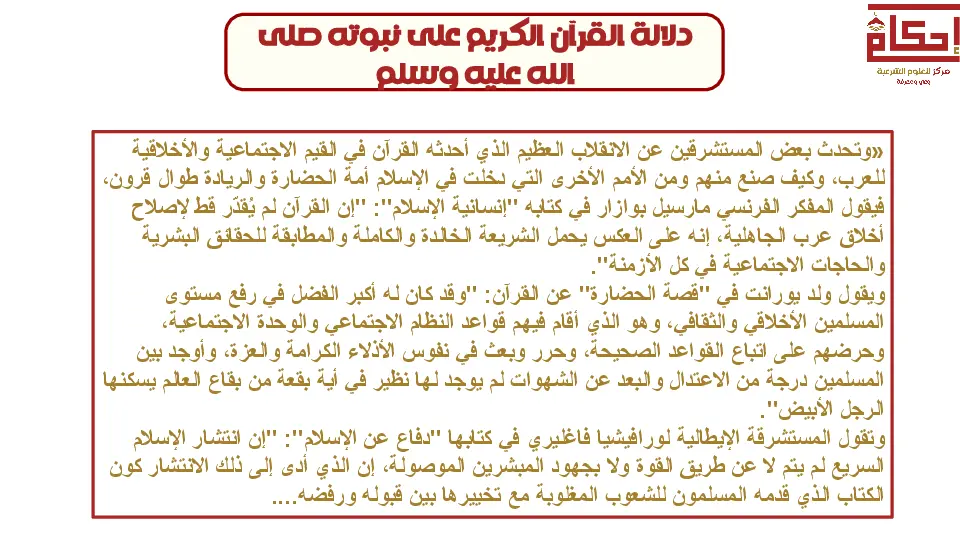 دلالة القرآن الكريم على نبوته صلى
الله عليه وسلم
إحكام
مركز للعلوم الشرعية
وعي ومعرفة
«وتحدث بعض المستشرقين عن الانقلاب العظيم الذي أحدثه القرآن في القيم الاجتماعية والأخلاقية
للعرب، وكيف صنع منهم ومن الأمم الأخرى التي دخلت في الإسلام أمة الحضارة والريادة طوال قرون،
فيقول المفكر الفرنسي مارسيل بوازار في كتابه "إنسانية الإسلام": "إن القرآن لم يُقدّر قط لإصلاح
أخلاق عرب الجاهلية، إنه على العكس يحمل الشريعة الخالدة والكاملة والمطابقة للحقائق البشرية
والحاجات الاجتماعية في كل الأزمنة".
ويقول ولد يورانت في "قصة الحضارة" عن القرآن: "وقد كان له أكبر الفضل في رفع مستوى
المسلمين الأخلاقي والثقافي، وهو الذي أقام فيهم قواعد النظام الاجتماعي والوحدة الاجتماعية،
وحرضهم على اتباع القواعد الصحيحة، وحرر وبعث في نفوس الأذلاء الكرامة والعزة، وأوجد بين
المسلمين درجة من الاعتدال والبعد عن الشهوات لم يوجد لها نظير في أية بقعة من بقاع العالم يسكنها
الرجل الأبيض".
وتقول المستشرقة الإيطالية لورافيشيا فاغليري في كتابها "دفاع عن الإسلام": "إن انتشار الإسلام
السريع لم يتم لا عن طريق القوة ولا بجهود المبشرين الموصولة، إن الذي أدى إلى ذلك الانتشار كون
الكتاب الذي قدمه المسلمون للشعوب المغلوبة مع تخييرها بين قبوله ورفضه....